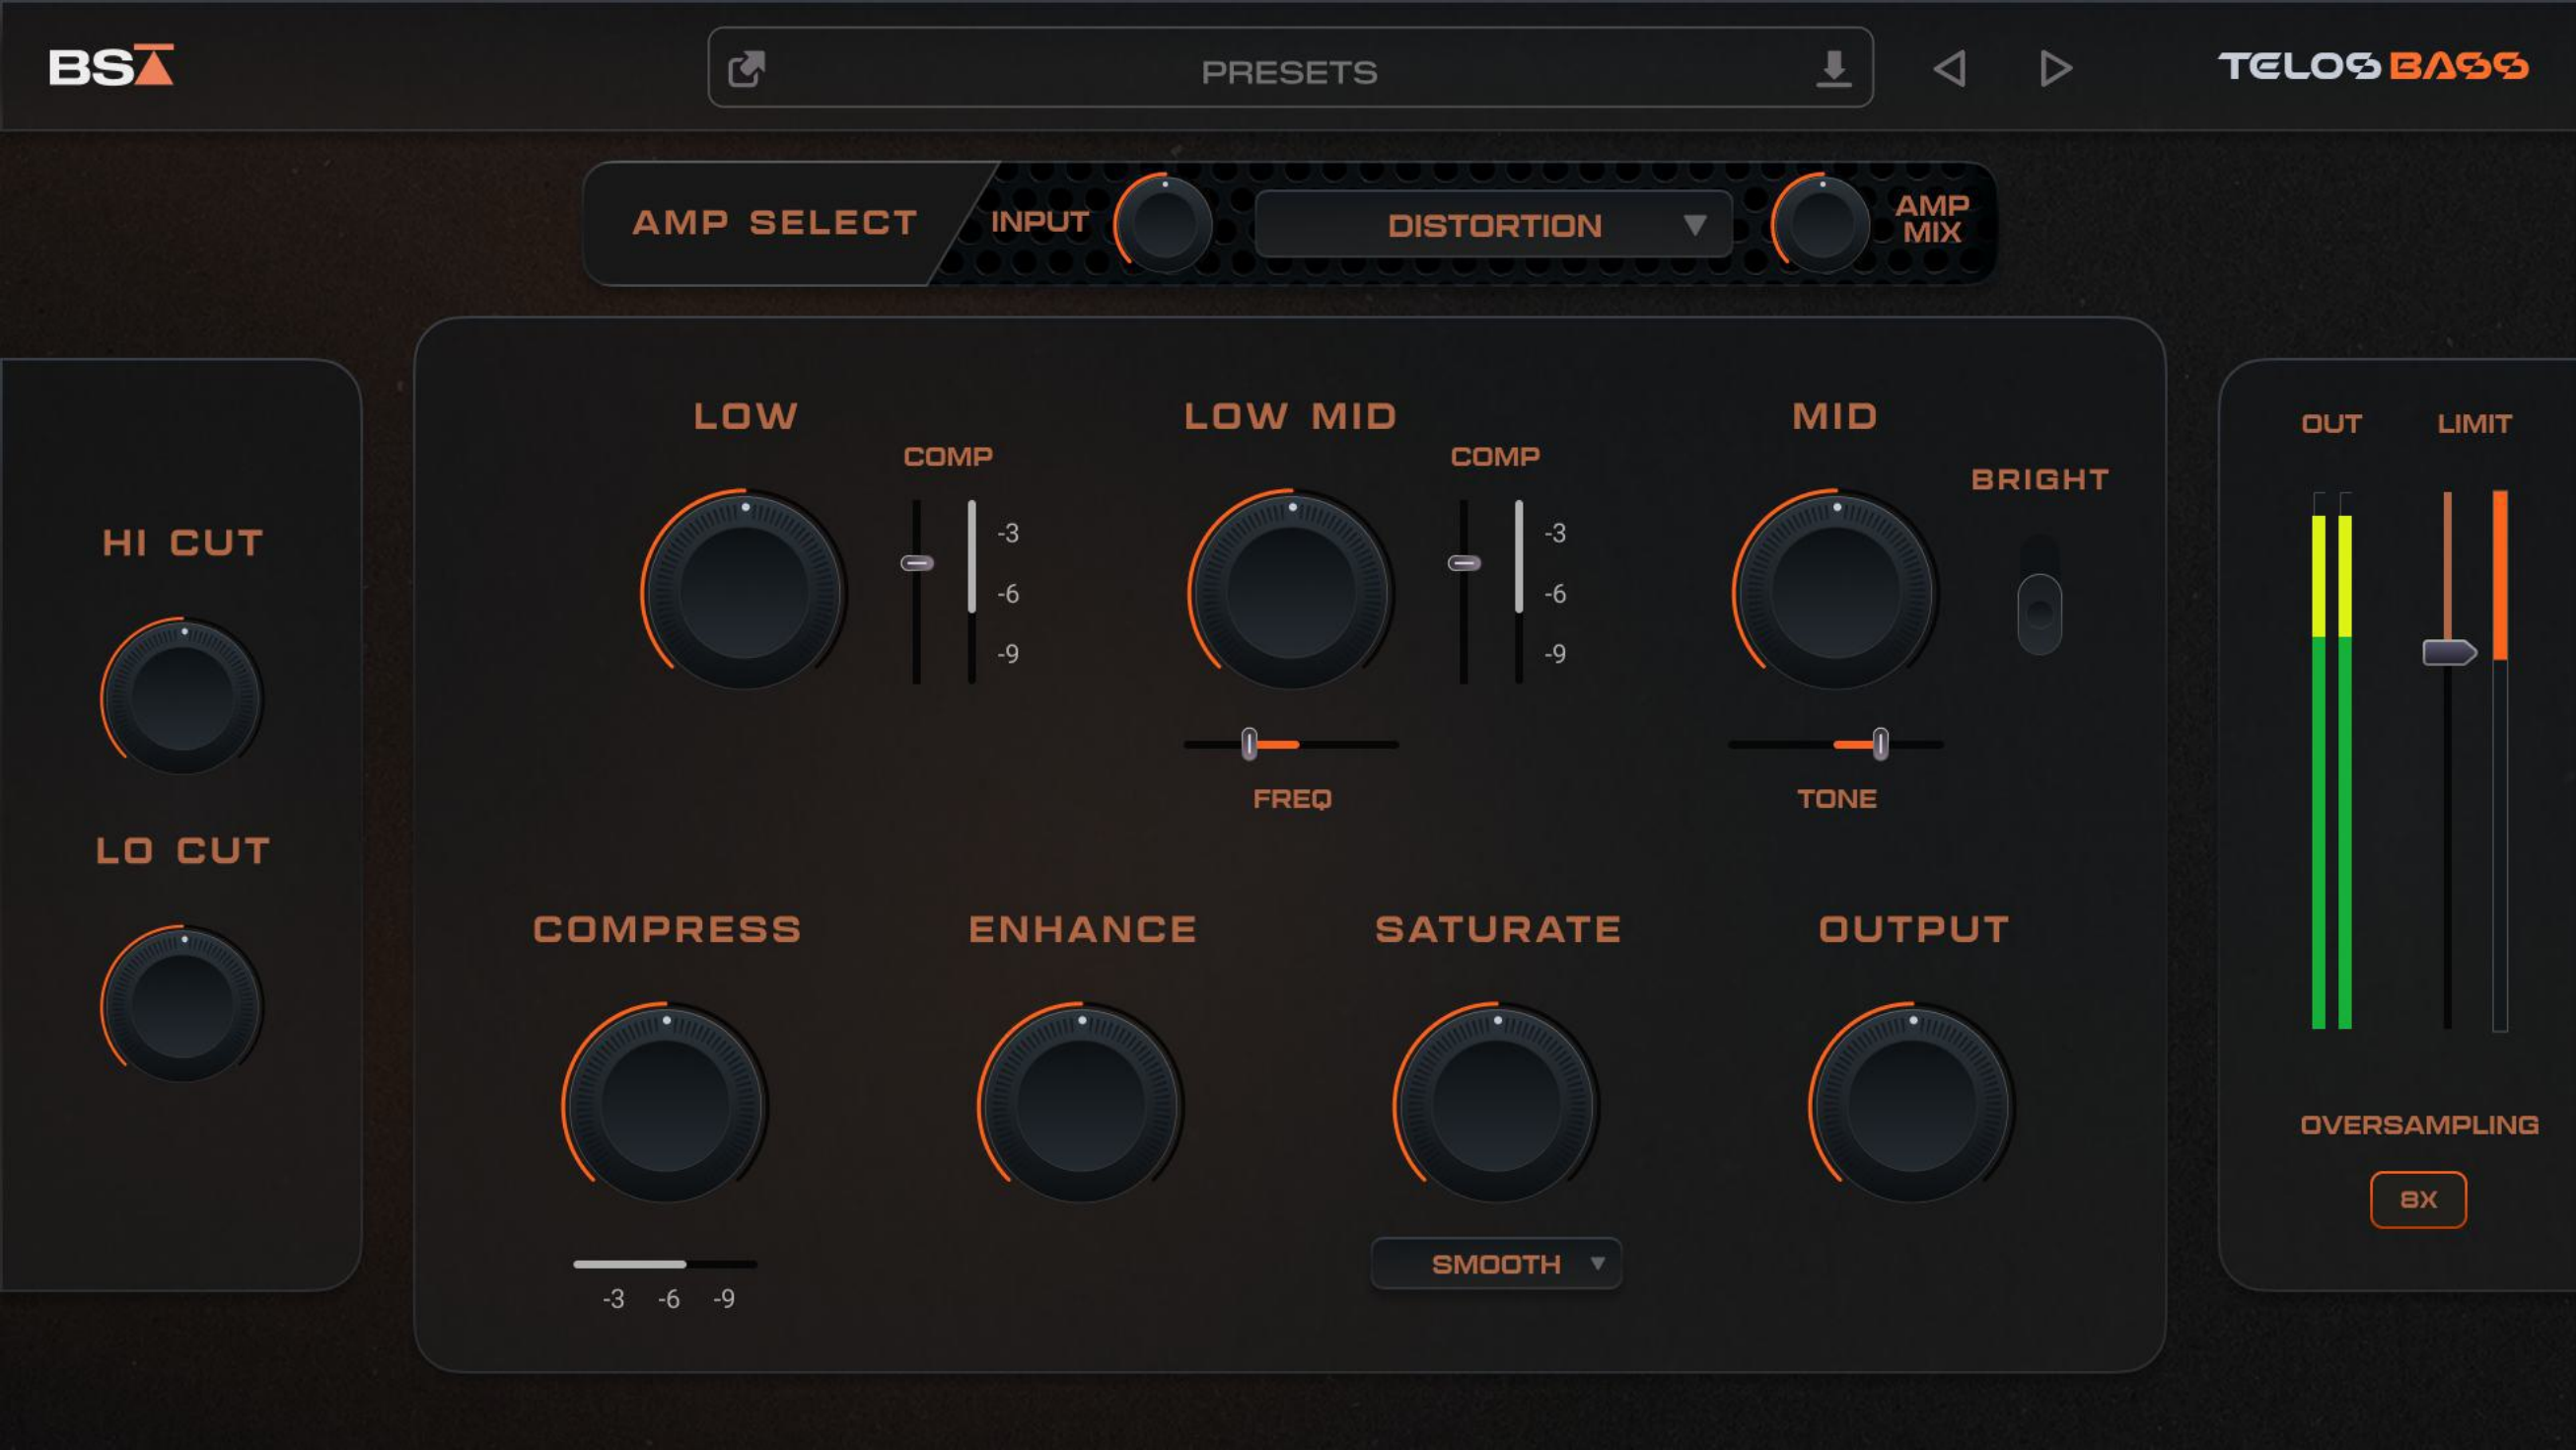 BSA
PRESETS
TELOS BASS
AMP SELECT
INPUT
DISTORTION
AMP
MIX
HI CUT
LO CUT
LOW
COMP
-3
-6
-9
LOW MID
COMP
-3
-6
-9
FREQ
MID
BRIGHT
TONE
COMPRESS
-3 -6 -9
ENHANCE
SATURATE
SMOOTH
OUTPUT
OUT
LIMIT
OVERSAMPLING
8X